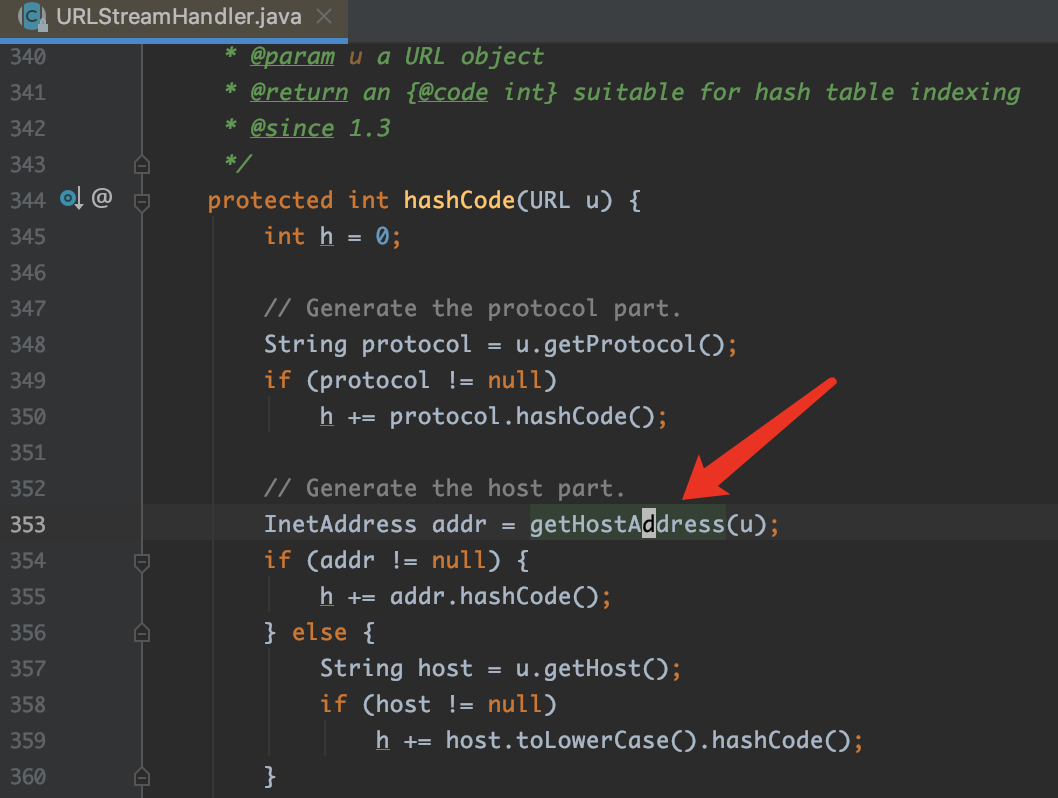 URLStreamHandler.java
340 * @param u a URL object
341 * @return an {@code int} suitable for hash table indexing
342 * @since 1.3
343 */
344 @ protected int hashCode(URL u) {
345 int h = 0;
346
347 // Generate the protocol part.
348 String protocol = u.getProtocol();
349 if (protocol != null)
350 h += protocol.hashCode();
351
352 // Generate the host part.
353 InetAddress addr = getHostAddress(u);
354 if (addr != null) {
355 h += addr.hashCode();
356 } else {
357 String host = u.getHost();
358 if (host != null)
359 h += host.toLowerCase().hashCode();
360 }